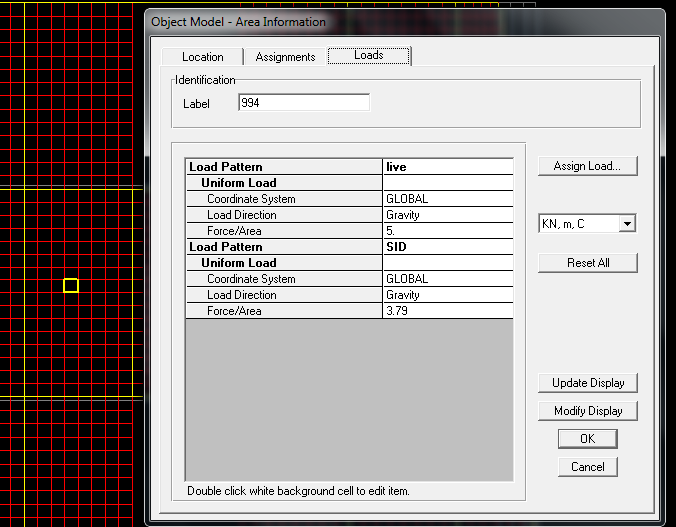 Object Model - Area Information
Location Assignments Loads
Identification
Label 994
Load Pattern live
Uniform Load
Coordinate System GLOBAL
Load Direction Gravity
Force/Area 5.
Load Pattern SID
Uniform Load
Coordinate System GLOBAL
Load Direction Gravity
Force/Area 3.79
Double click white background cell to edit item.
Assign Load...
KN, m, C
Reset All
Update Display
Modify Display
OK
Cancel